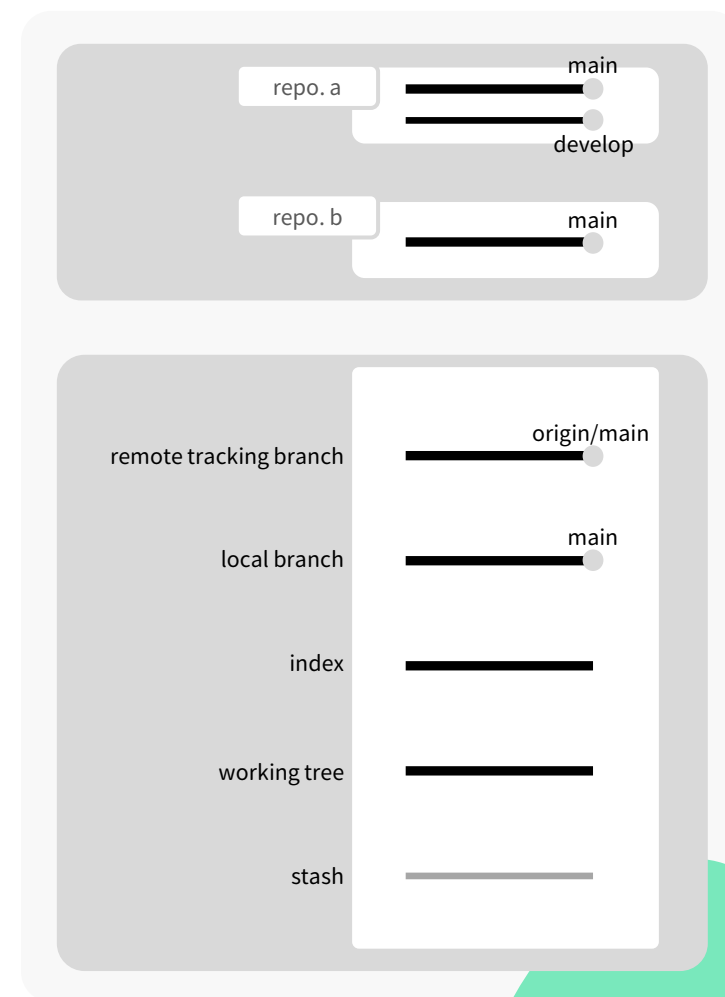 main
repo. a
develop
repo. b
main
origin/main
remote tracking branch
main
local branch
index
working tree
stash